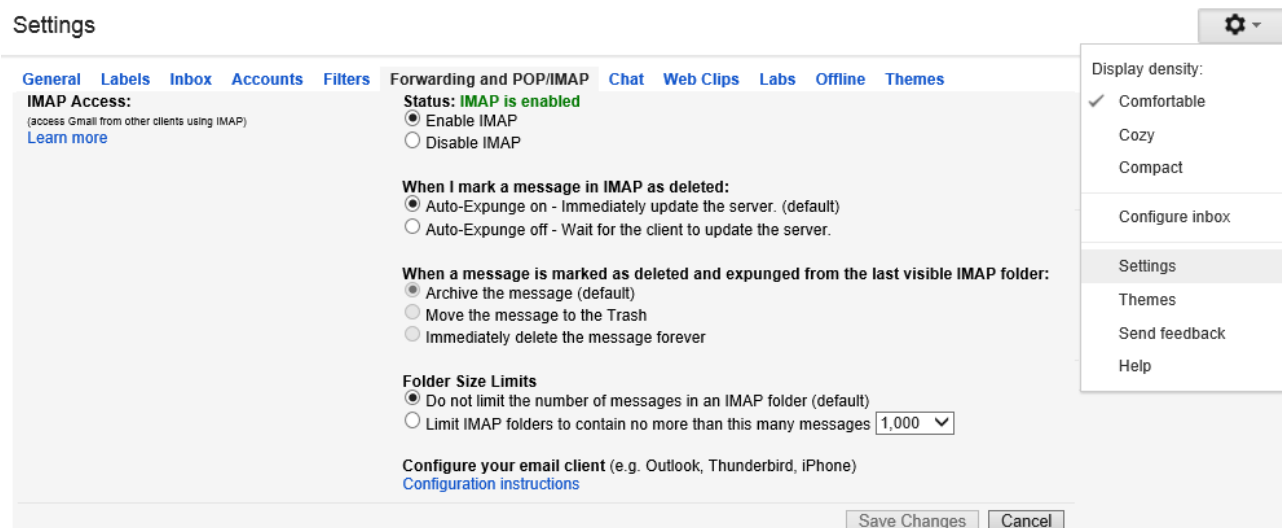 Settings
General Labels Inbox Accounts Filters Forwarding and POP/IMAP Chat Web Clips Labs Offline Themes
IMAP Access:
(access Gmail from other clients using IMAP)
Learn more
Status: IMAP is enabled
Enable IMAP
Disable IMAP
When I mark a message in IMAP as deleted:
Auto-Expunge on - Immediately update the server. (default)
Auto-Expunge off - Wait for the client to update the server.
When a message is marked as deleted and expunged from the last visible IMAP folder:
Archive the message (default)
Move the message to the Trash
Immediately delete the message forever
Folder Size Limits
Do not limit the number of messages in an IMAP folder (default)
Limit IMAP folders to contain no more than this many messages 1,000
Configure your email client (e.g. Outlook, Thunderbird, iPhone)
Configuration instructions
Save Changes Cancel
Display density:
Comfortable
Cozy
Compact
Configure inbox
Settings
Themes
Send feedback
Help